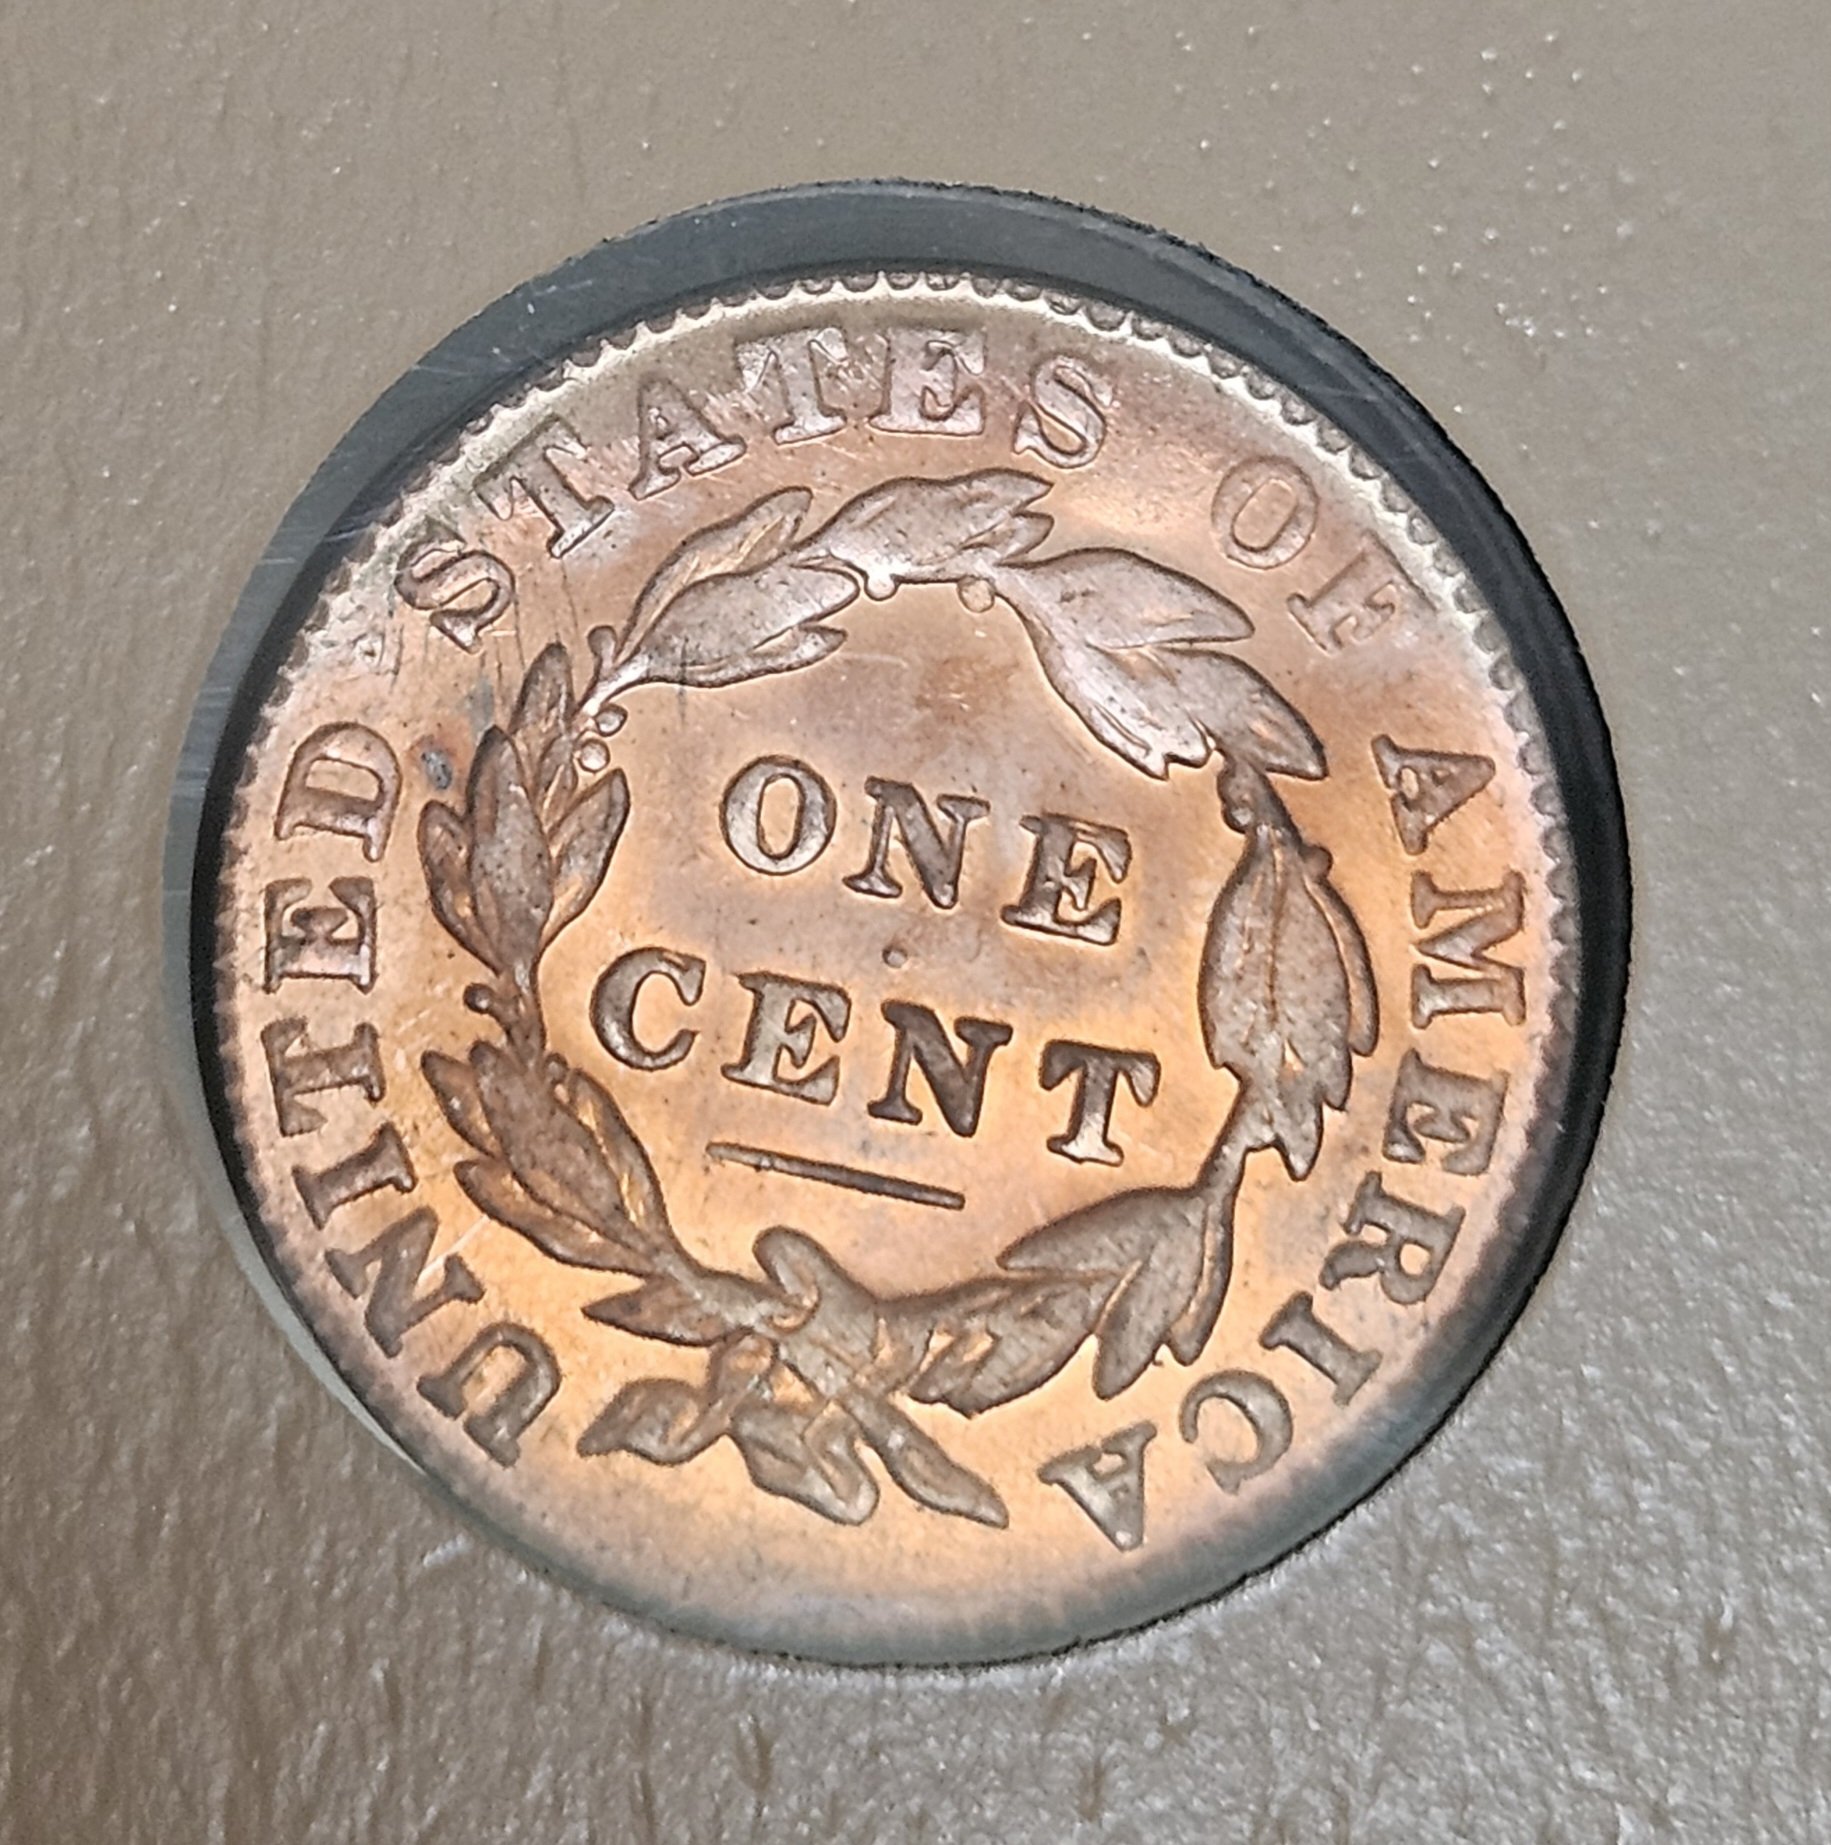 UNITED STATES OF AMERICA
ONE
CENT